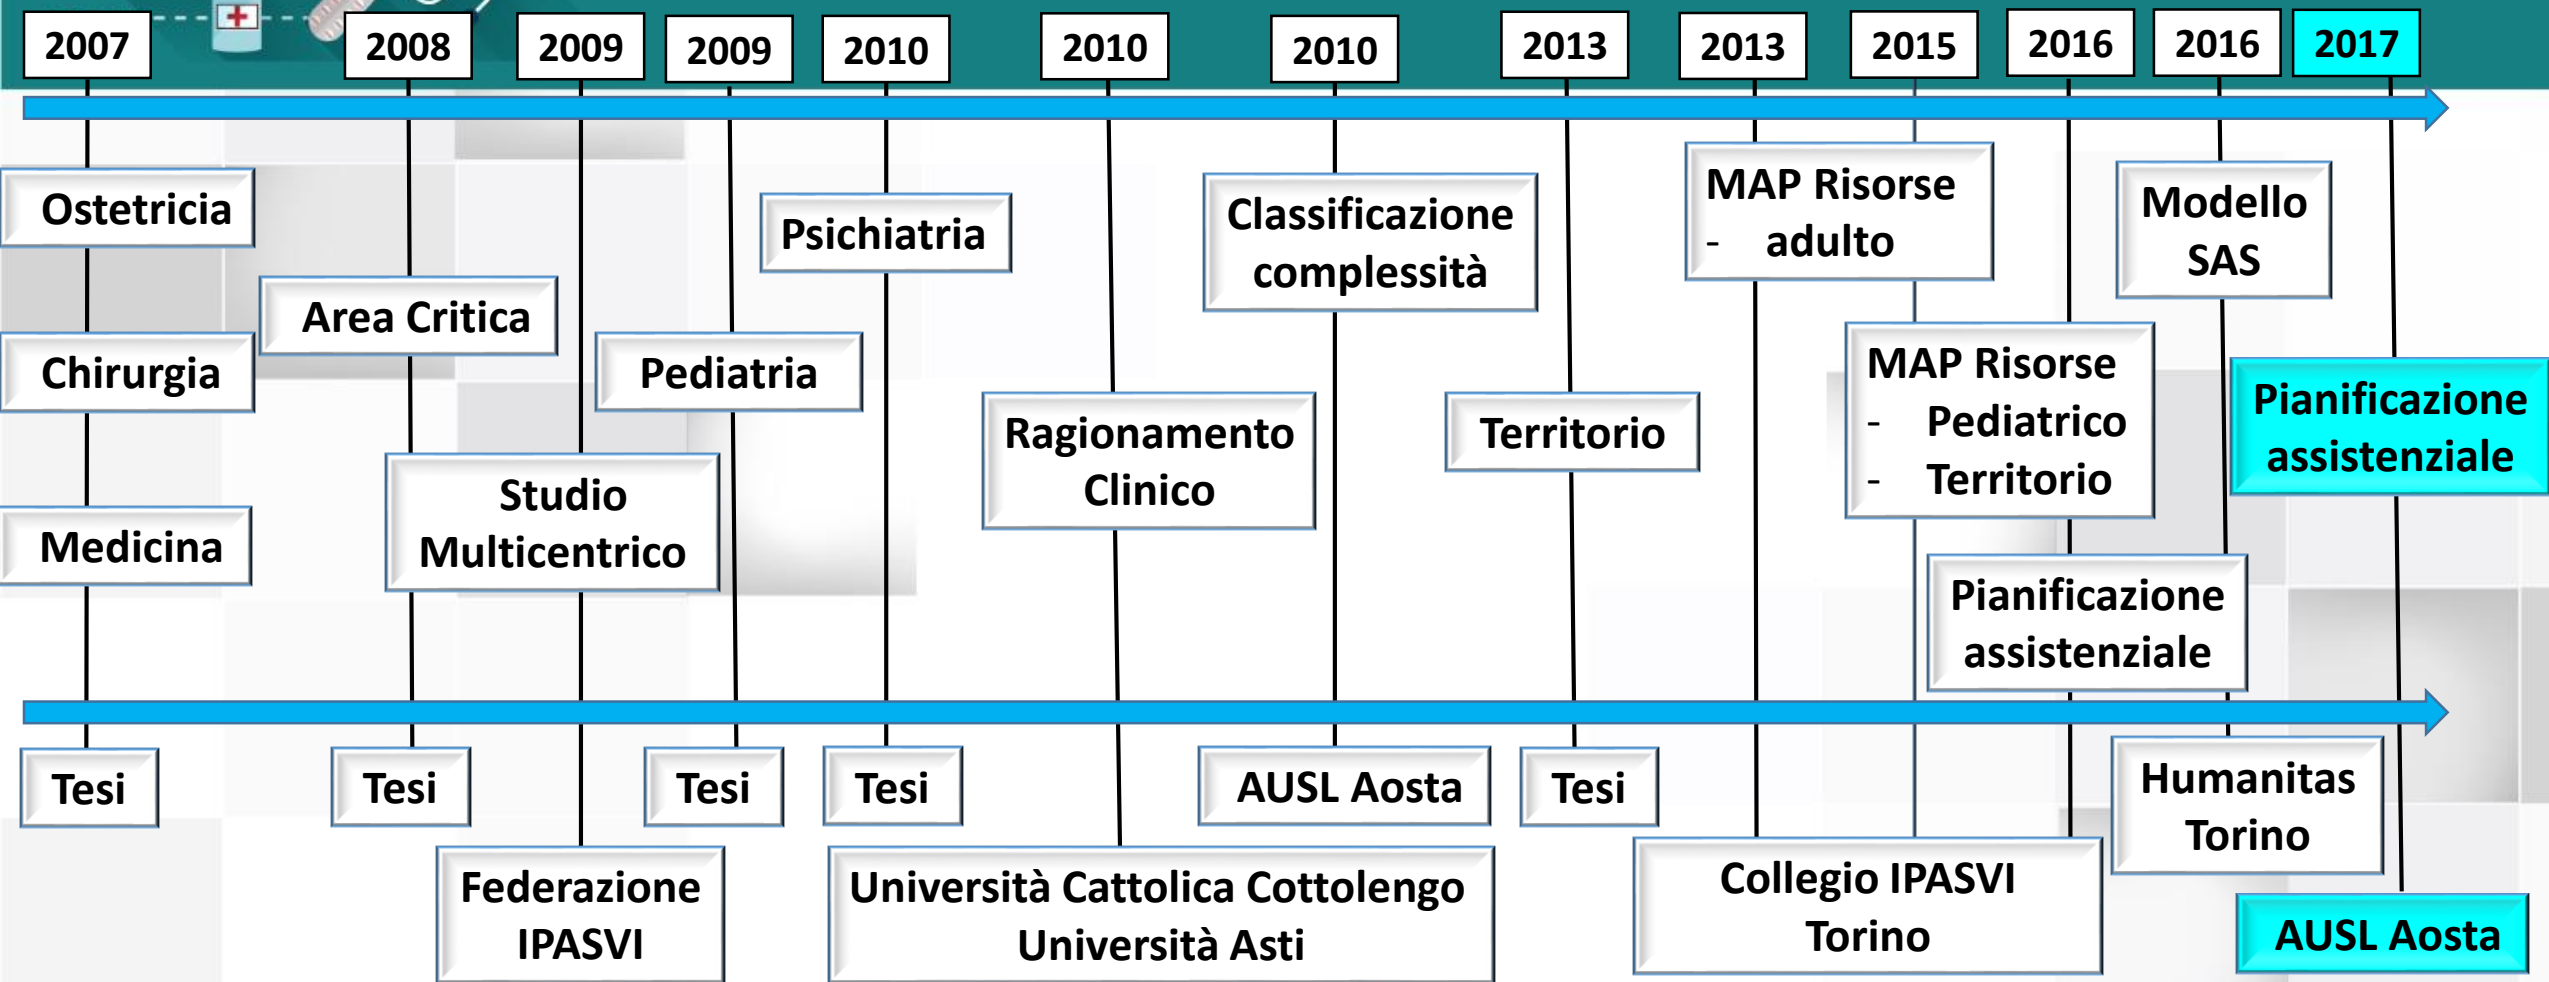 2007
2008
2009
2009
2010
2010
2010
2013
2013
2015
2016
2016
2017
Ostetricia
Chirurgia
Medicina
Area Critica
Studio
Multicentrico
Pediatria
Psichiatria
Ragionamento
Clinico
Classificazione
complessità
Territorio
MAP Risorse
- adulto
MAP Risorse
- Pediatrico
- Territorio
Pianificazione
assistenziale
Modello
SAS
Pianificazione
assistenziale
Tesi
Tesi
Federazione
IPASVI
Tesi
Tesi
Università Cattolica Cottolengo
Università Asti
AUSL Aosta
Tesi
Collegio IPASVI
Torino
Humanitas
Torino
AUSL Aosta